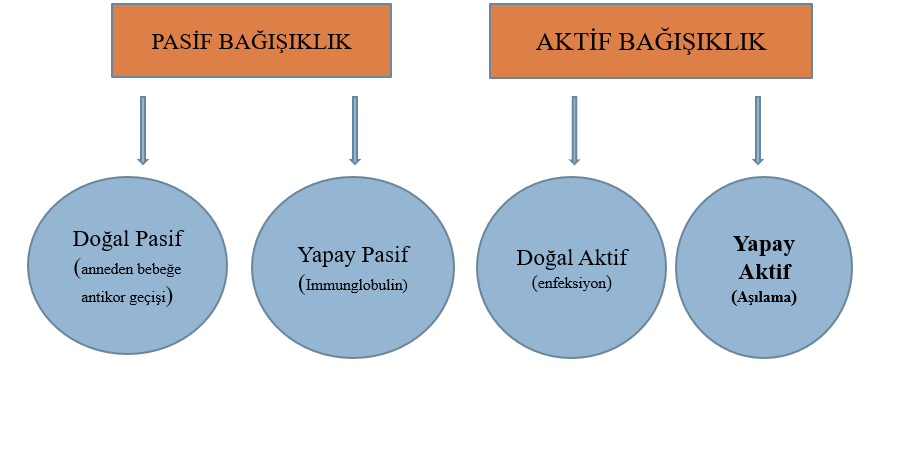 PASİF BAĞIŞIKLIK
AKTİF BAĞIŞIKLIK
Doğal Pasif
(anneden bebeğe
antikor geçişi)
Yapay Pasif
(Immunglobulin)
Doğal Aktif
(enfeksiyon)
Yapay
Aktif
(Aşılama)